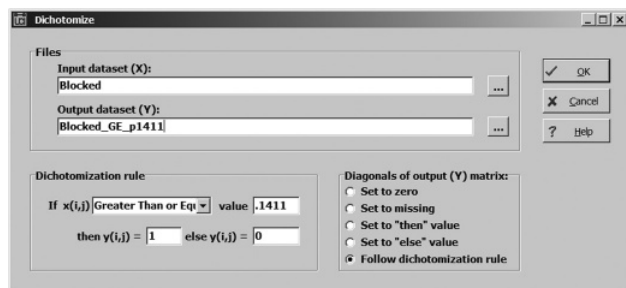 Dichotomize
Files
Input dataset (X):
Blocked
...
Output dataset (Y):
Blocked_GE_p1411
...
OK
Cancel
? Help
Dichotomization rule
If x(i,j) Greater Than or Equ value .1411
then y(i,j) = 1 else y(i,j) = 0
Diagonals of output (Y) matrix:
Set to zero
Set to missing
Set to "then" value
Set to "else" value
Follow dichotomization rule